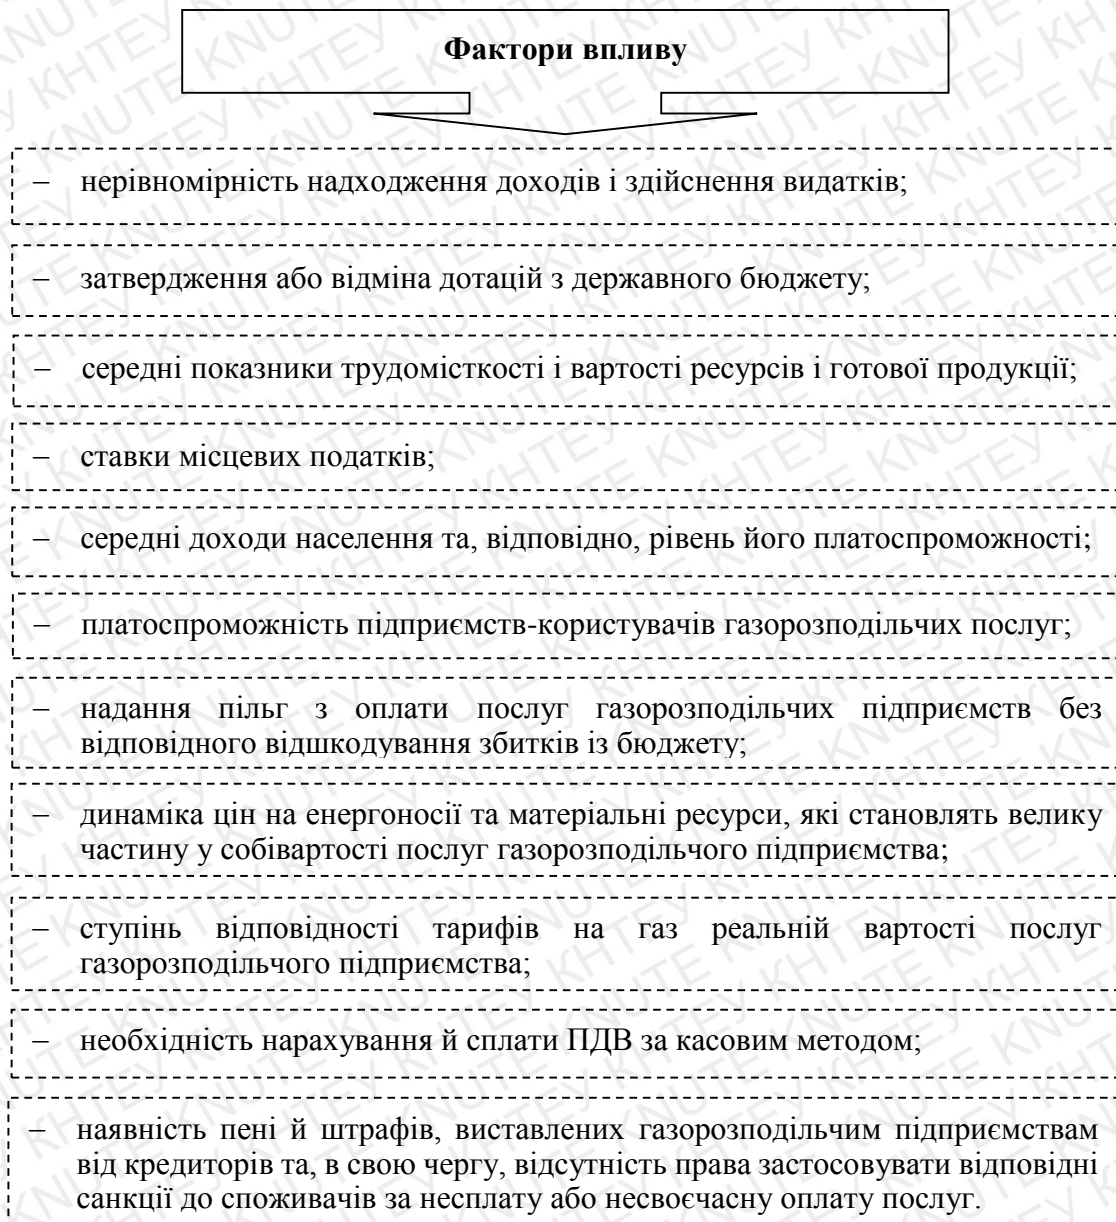 Фактори впливу
– нерівномірність надходження доходів і здійснення видатків;
– затвердження або відміна дотацій з державного бюджету;
– середні показники трудомісткості і вартості ресурсів і готової продукції;
– ставки місцевих податків;
– середні доходи населення та, відповідно, рівень його платоспроможності;
– платоспроможність підприємств-користувачів газорозподільчих послуг;
– надання пільг з оплати послуг газорозподільчих підприємств без
відповідного відшкодування збитків із бюджету;
– динаміка цін на енергоносії та матеріальні ресурси, які становлять велику
частину у собівартості послуг газорозподільчого підприємства;
– ступінь відповідності тарифів на газ реальній вартості послуг
газорозподільчого підприємства;
– необхідність нарахування й сплати ПДВ за касовим методом;
– наявність пені й штрафів, виставлених газорозподільчим підприємствам
від кредиторів та, в свою чергу, відсутність права застосовувати відповідні
санкції до споживачів за несплату або несвоєчасну оплату послуг.